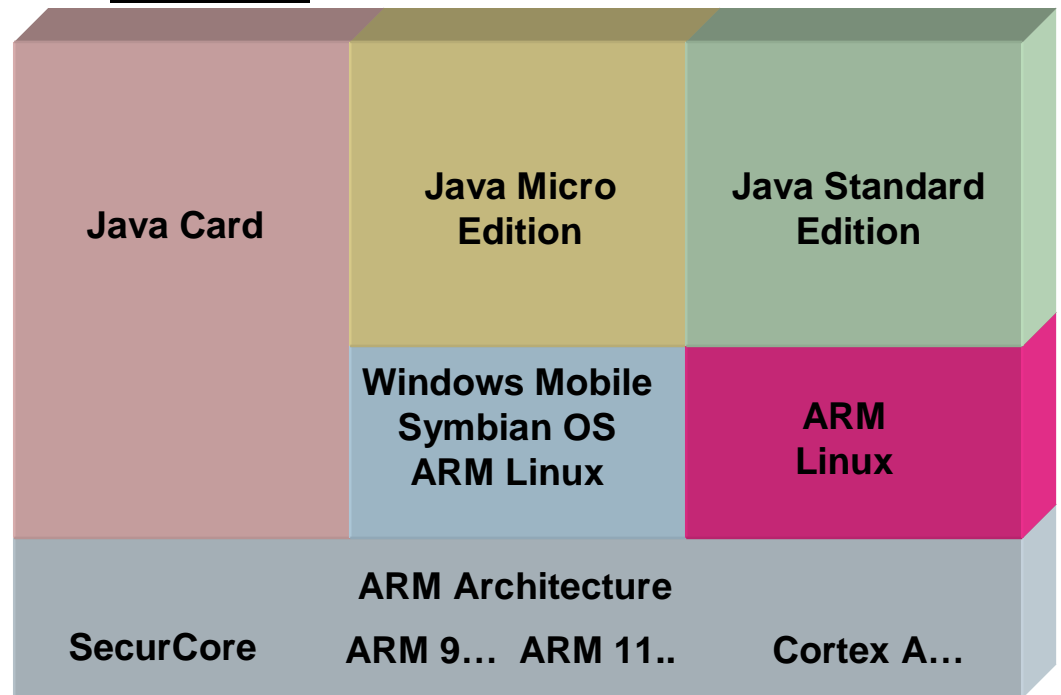 Java Card
Java Micro
Edition
Java Standard
Edition
Windows Mobile
Symbian OS
ARM Linux
ARM
Linux
ARM Architecture
SecurCore
ARM 9… ARM 11..
Cortex A…